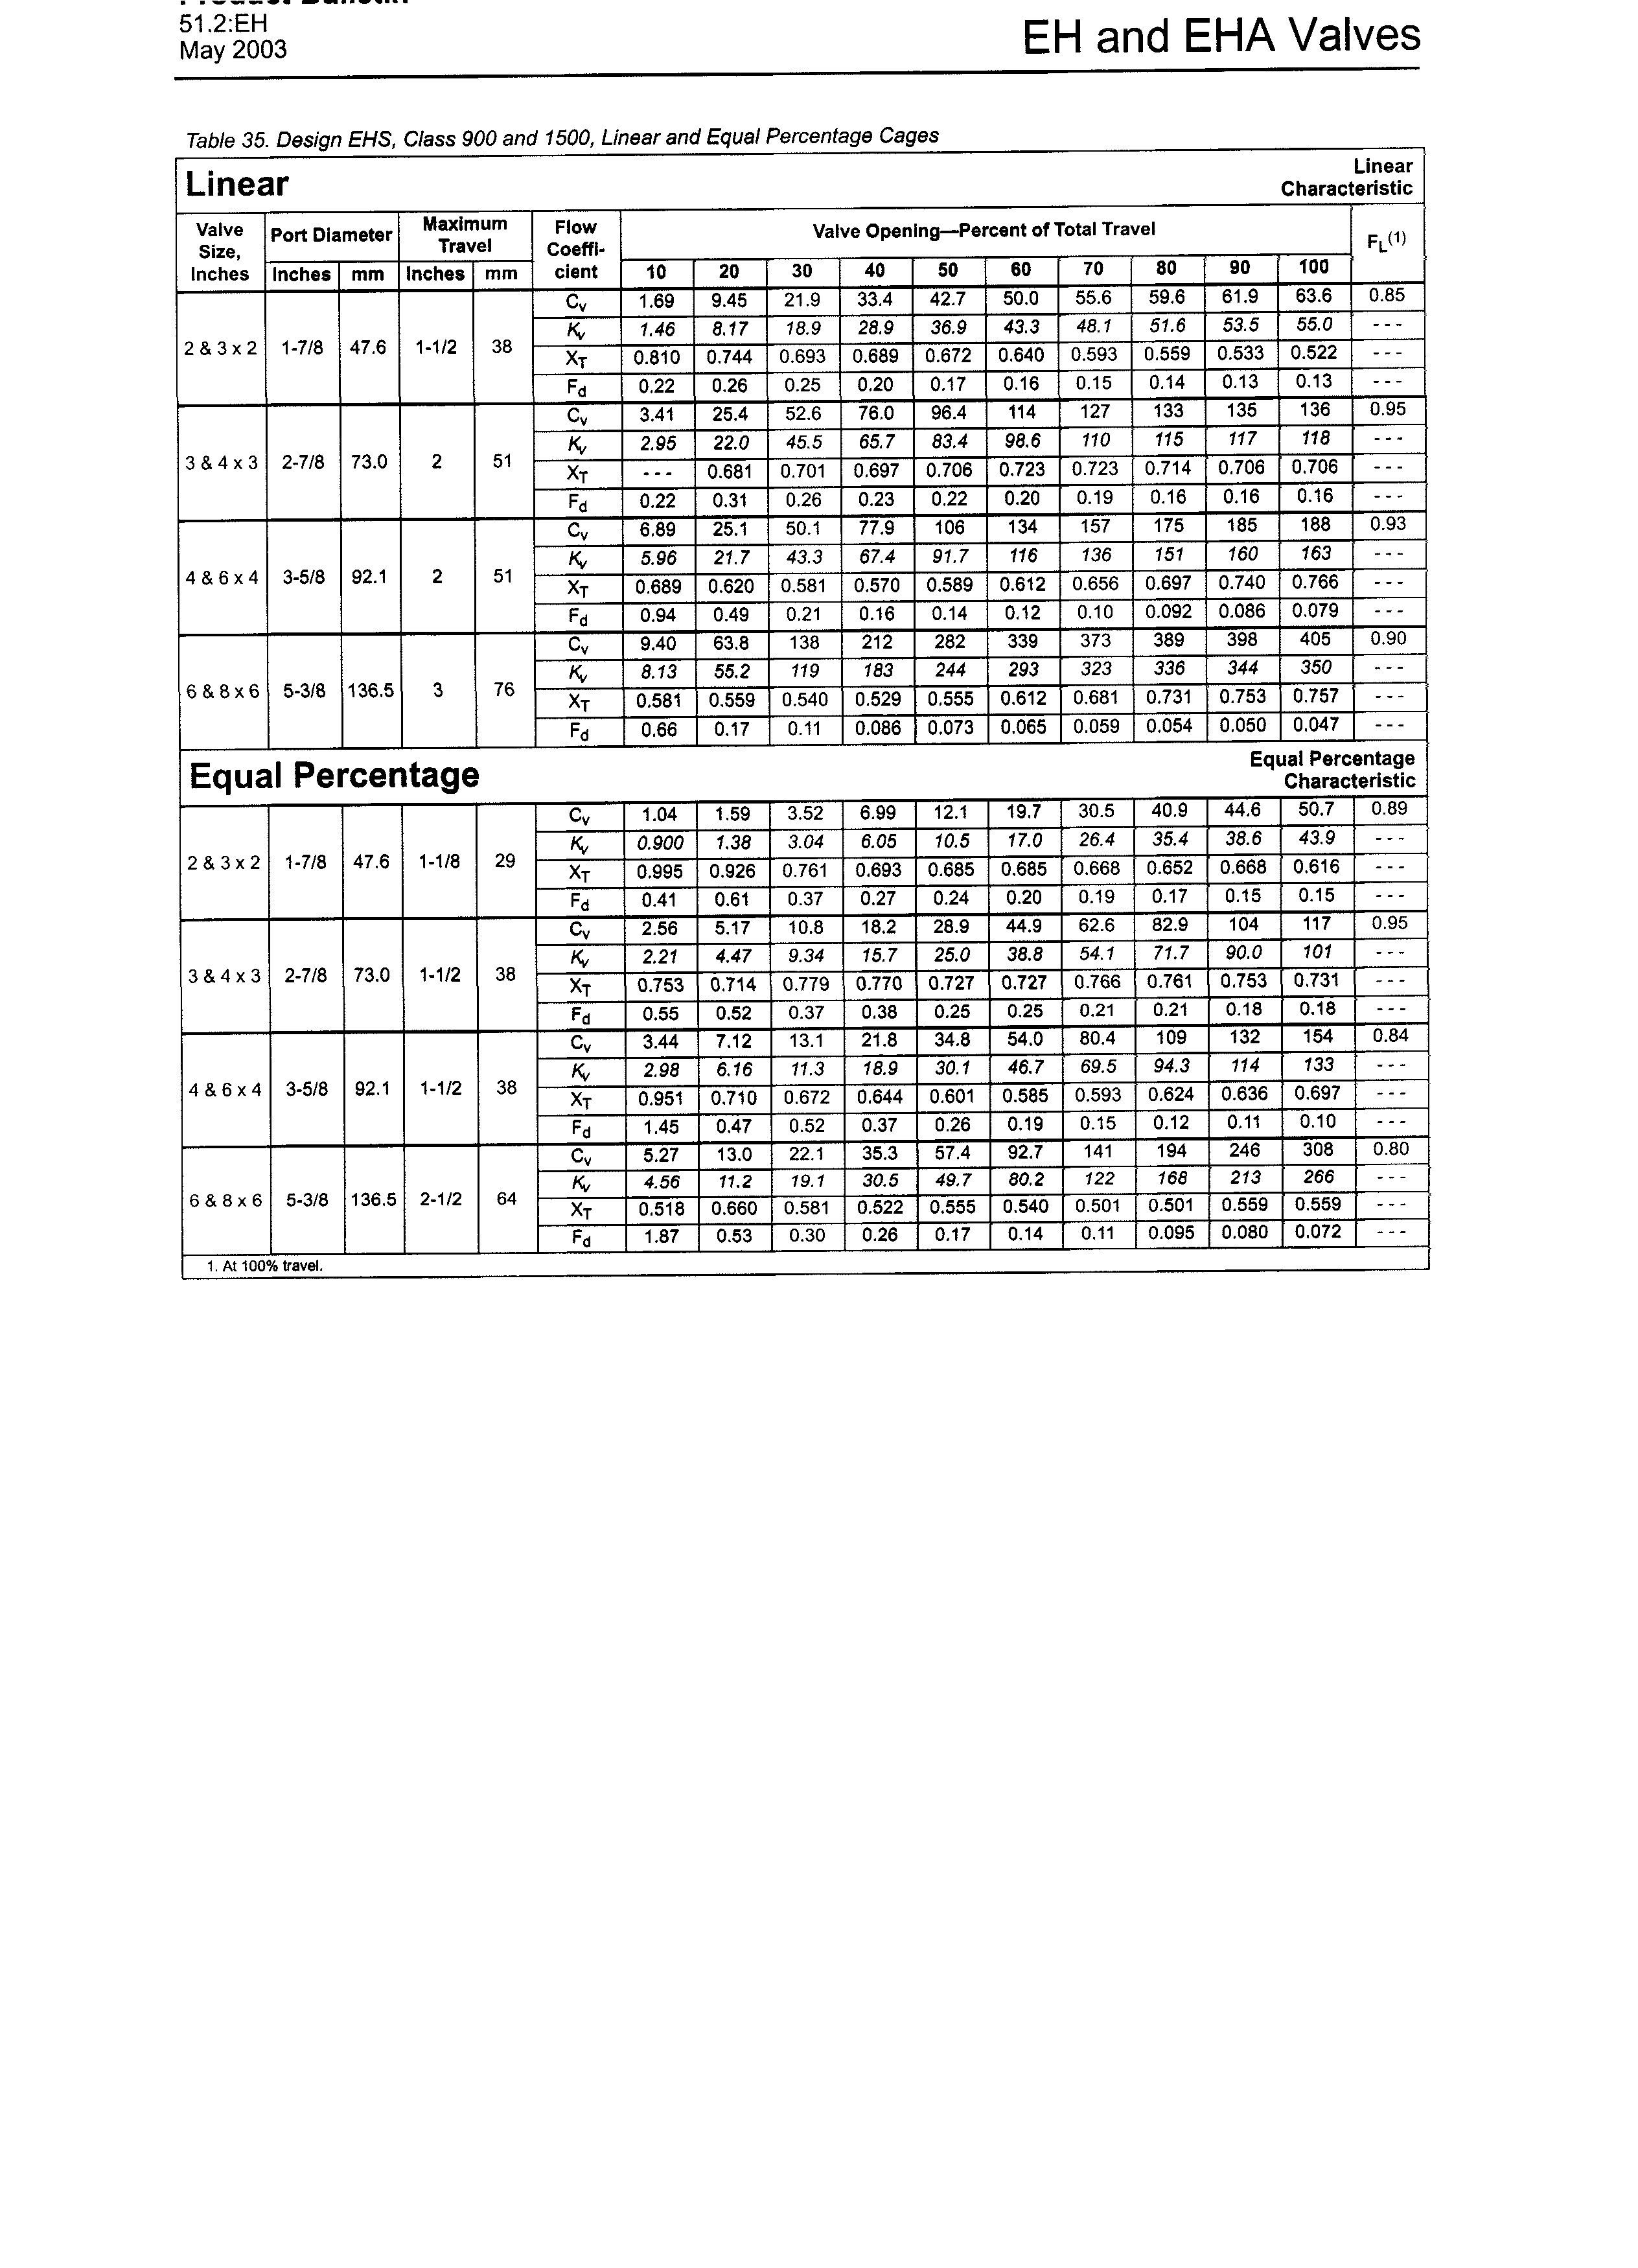 51.2:EH
May 2003
EH and EHA Valves
Table 35. Design EHS, Class 900 and 1500, Linear and Equal Percentage Cages
Linear
Linear
Characteristic
Valve Size, Inches Port Diameter Maximum Travel Flow Coeffi-cient Valve Opening—Percent of Total Travel FL(1)
Inches mm Inches mm 10 20 30 40 50 60 70 80 90 100
2 & 3 x 2 1-7/8 47.6 1-1/2 38
Cv 1.69 9.45 21.9 33.4 42.7 50.0 55.6 59.6 61.9 63.6 0.85
Kv 1.46 8.17 18.9 28.9 36.9 43.3 48.1 51.6 53.5 55.0 - - -
XT 0.810 0.744 0.693 0.689 0.672 0.640 0.593 0.559 0.533 0.522 - - -
Fd 0.22 0.26 0.25 0.20 0.17 0.16 0.15 0.14 0.13 0.13 - - -
3 & 4 x 3 2-7/8 73.0 2 51
Cv 3.41 25.4 52.6 76.0 96.4 114 127 133 135 136 0.95
Kv 2.95 22.0 45.5 65.7 83.4 98.6 110 115 117 118 - - -
XT - - - 0.681 0.701 0.697 0.706 0.723 0.723 0.714 0.706 0.706 - - -
Fd 0.22 0.31 0.26 0.23 0.22 0.20 0.19 0.16 0.16 0.16 - - -
4 & 6 x 4 3-5/8 92.1 2 51
Cv 6.89 25.1 50.1 77.9 106 134 157 175 185 188 0.93
Kv 5.96 21.7 43.3 67.4 91.7 116 136 151 160 163 - - -
XT 0.689 0.620 0.581 0.570 0.589 0.612 0.656 0.697 0.740 0.766 - - -
Fd 0.94 0.49 0.21 0.16 0.14 0.12 0.10 0.092 0.086 0.079 - - -
6 & 8 x 6 5-3/8 136.5 3 76
Cv 9.40 63.8 138 212 282 339 373 389 398 405 0.90
Kv 8.13 55.2 119 183 244 293 323 336 344 350 - - -
XT 0.581 0.559 0.540 0.529 0.555 0.612 0.681 0.731 0.753 0.757 - - -
Fd 0.66 0.17 0.11 0.086 0.073 0.065 0.059 0.054 0.050 0.047 - - -
Equal Percentage
Equal Percentage
Characteristic
2 & 3 x 2 1-7/8 47.6 1-1/8 29
Cv 1.04 1.59 3.52 6.99 12.1 19.7 30.5 40.9 44.6 50.7 0.89
Kv 0.900 1.38 3.04 6.05 10.5 17.0 26.4 35.4 38.6 43.9 - - -
XT 0.995 0.926 0.761 0.693 0.685 0.685 0.668 0.652 0.668 0.616 - - -
Fd 0.41 0.61 0.37 0.27 0.24 0.20 0.19 0.17 0.15 0.15 - - -
3 & 4 x 3 2-7/8 73.0 1-1/2 38
Cv 2.56 5.17 10.8 18.2 28.9 44.9 62.6 82.9 104 117 0.95
Kv 2.21 4.47 9.34 15.7 25.0 38.8 54.1 71.7 90.0 101 - - -
XT 0.753 0.714 0.779 0.770 0.727 0.727 0.766 0.761 0.753 0.731 - - -
Fd 0.55 0.52 0.37 0.38 0.25 0.25 0.21 0.21 0.18 0.18 - - -
4 & 6 x 4 3-5/8 92.1 1-1/2 38
Cv 3.44 7.12 13.1 21.8 34.8 54.0 80.4 109 132 154 0.84
Kv 2.98 6.16 11.3 18.9 30.1 46.7 69.5 94.3 114 133 - - -
XT 0.951 0.710 0.672 0.644 0.601 0.585 0.593 0.624 0.636 0.697 - - -
Fd 1.45 0.47 0.52 0.37 0.26 0.19 0.15 0.12 0.11 0.10 - - -
6 & 8 x 6 5-3/8 136.5 2-1/2 64
Cv 5.27 13.0 22.1 35.3 57.4 92.7 141 194 246 308 0.80
Kv 4.56 11.2 19.1 30.5 49.7 80.2 122 168 213 266 - - -
XT 0.518 0.660 0.581 0.522 0.555 0.540 0.501 0.501 0.559 0.559 - - -
Fd 1.87 0.53 0.30 0.26 0.17 0.14 0.11 0.095 0.080 0.072 - - -
1. At 100% travel.